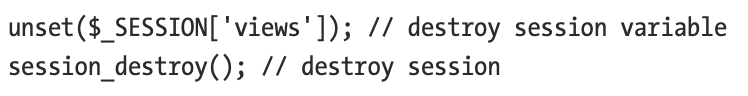 unset($_SESSION['views']); // destroy session variable
session_destroy(); // destroy session